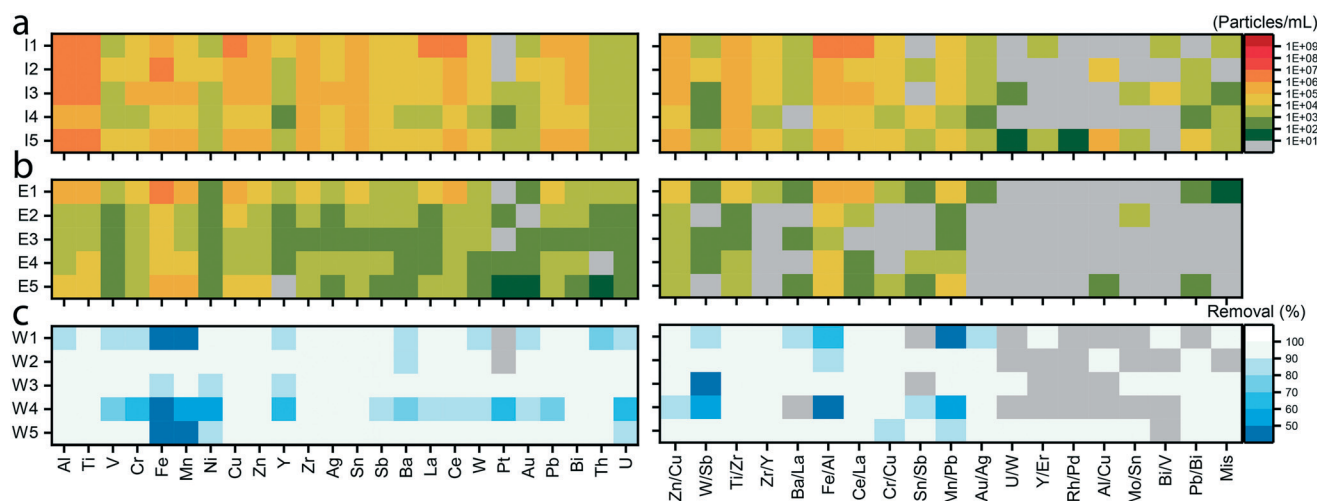 a
(Particles/mL)
I1
I2
I3
I4
I5
1E+09
1E+08
1E+07
1E+06
1E+05
1E+04
1E+03
1E+02
1E+01
b
E1
E2
E3
E4
E5
c
Removal (%)
W1
W2
W3
W4
W5
100
90
80
70
60
50
Al Ti V Cr Fe Mn Ni Cu Zn Y Zr Ag Sn Sb Ba La Ce W Pt Au Pb Bi Th U
Zn/Cu W/Sb Ti/Zr Zr/Y Ba/La Fe/Al Ce/La Cr/Cu Sn/Sb Mn/Pb Au/Ag U/W Y/Er Rh/Pd Al/Cu Mo/Sn Bi/V Pb/Bi Mis